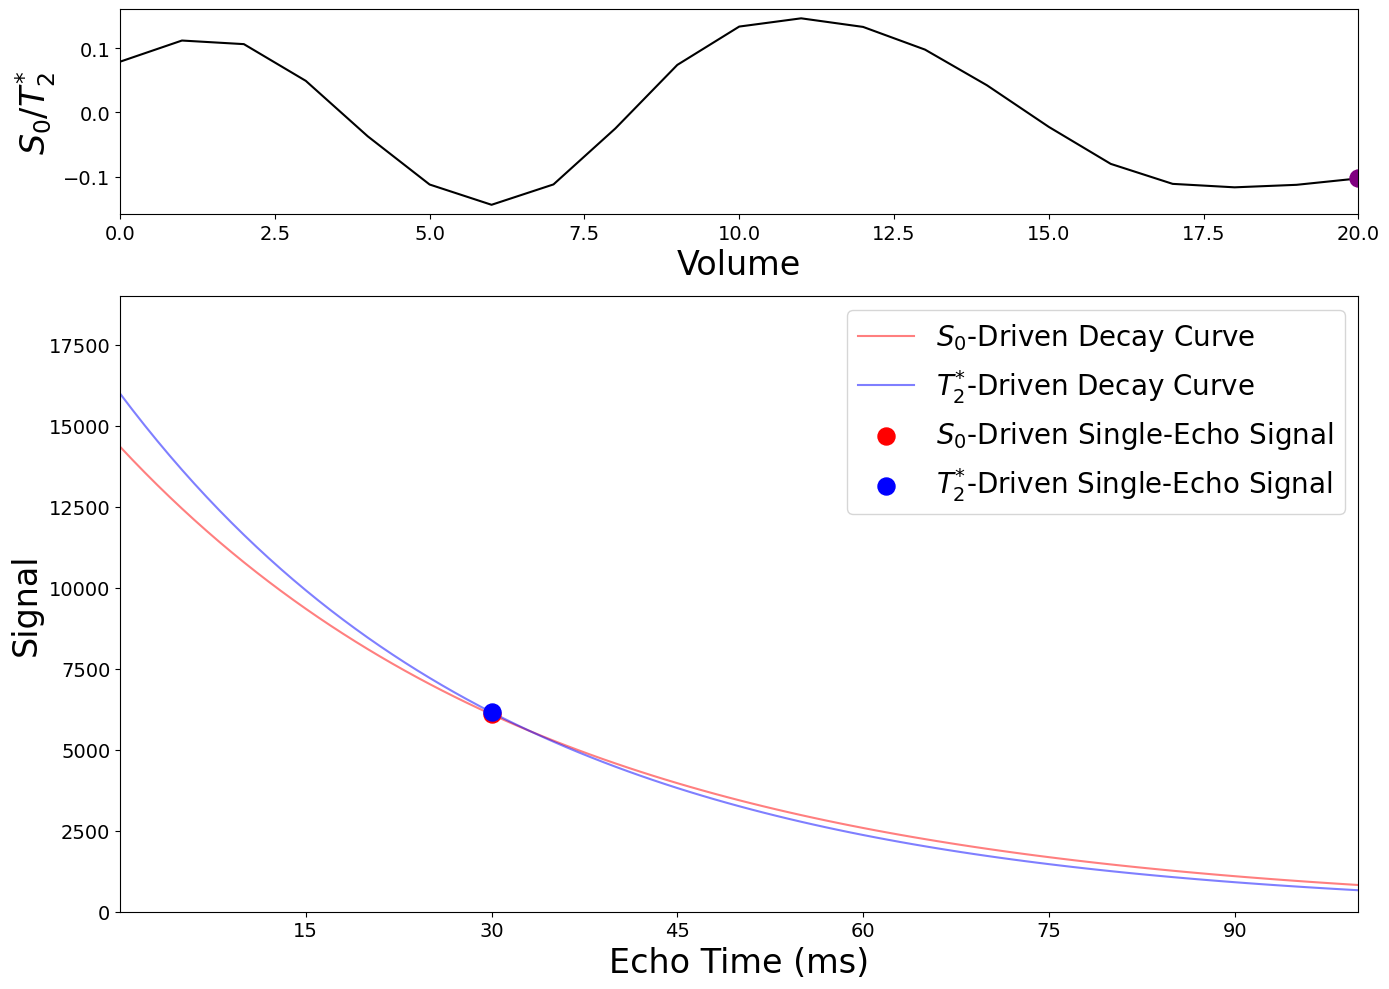 0.1
0.0
−0.1
S₀/T₂*
0.0 2.5 5.0 7.5 10.0 12.5 15.0 17.5 20.0
Volume
S₀-Driven Decay Curve
T₂*-Driven Decay Curve
S₀-Driven Single-Echo Signal
T₂*-Driven Single-Echo Signal
17500
15000
12500
10000
7500
5000
2500
0
Signal
15 30 45 60 75 90
Echo Time (ms)